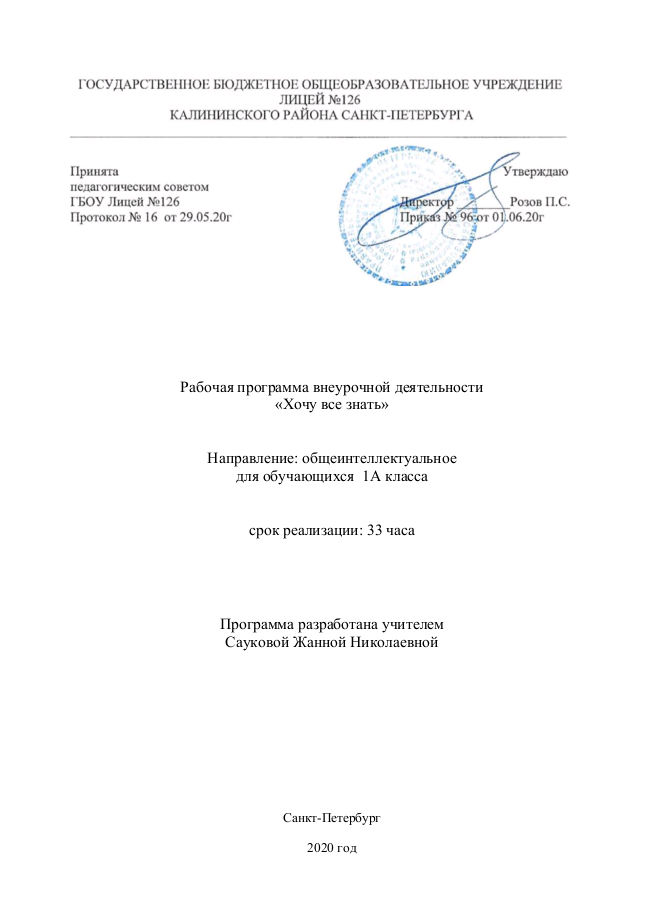 ГОСУДАРСТВЕННОЕ БЮДЖЕТНОЕ ОБЩЕОБРАЗОВАТЕЛЬНОЕ УЧРЕЖДЕНИЕ
ЛИЦЕЙ №126
КАЛИНИНСКОГО РАЙОНА САНКТ-ПЕТЕРБУРГА
Принята Утверждаю
педагогическим советом
ГБОУ Лицей №126 Директор ________ Розов П.С.
Протокол № 16 от 29.05.20г Приказ № 96 от 01.06.20г
Рабочая программа внеурочной деятельности
«Хочу все знать»
Направление: общеинтеллектуальное
для обучающихся 1А класса
срок реализации: 33 часа
Программа разработана учителем
Сауковой Жанной Николаевной
Санкт-Петербург
2020 год